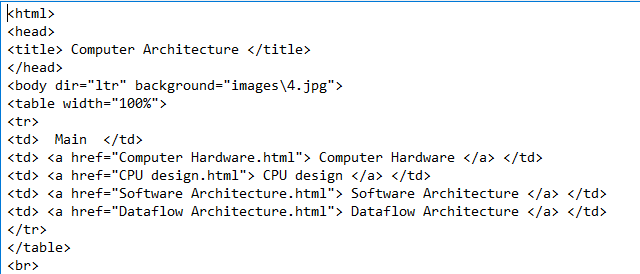 <html>
<head>
<title> Computer Architecture </title>
</head>
<body dir="ltr" background="images\4.jpg">
<table width="100%">
<tr>
<td>  Main  </td>
<td> <a href="Computer Hardware.html"> Computer Hardware </a> </td>
<td> <a href="CPU design.html"> CPU design </a> </td>
<td> <a href="Software Architecture.html"> Software Architecture </a> </td>
<td> <a href="Dataflow Architecture.html"> Dataflow Architecture </a> </td>
</tr>
</table>
<br>